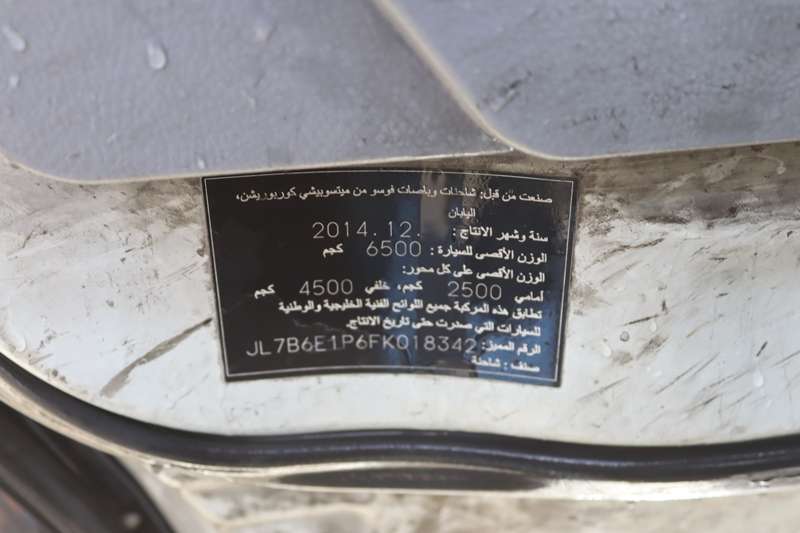 صنعت من قبل: شاحنات وباصات فوسو من ميتسوبيشي كوربوريشن،
اليابان
سنة وشهر الانتاج : 2014.12.
الوزن الأقصى للسيارة : 6500 كجم
الوزن الأقصى على كل محور:
أمامي 2500 كجم، خلفي 4500 كجم
تطابق هذه المركبة جميع اللوائح الفنية الخليجية والوطنية
للسيارات التي صدرت حتى تاريخ الانتاج.
الرقم المميز: JL7B6E1P6FK018342
صنف : شاحنة